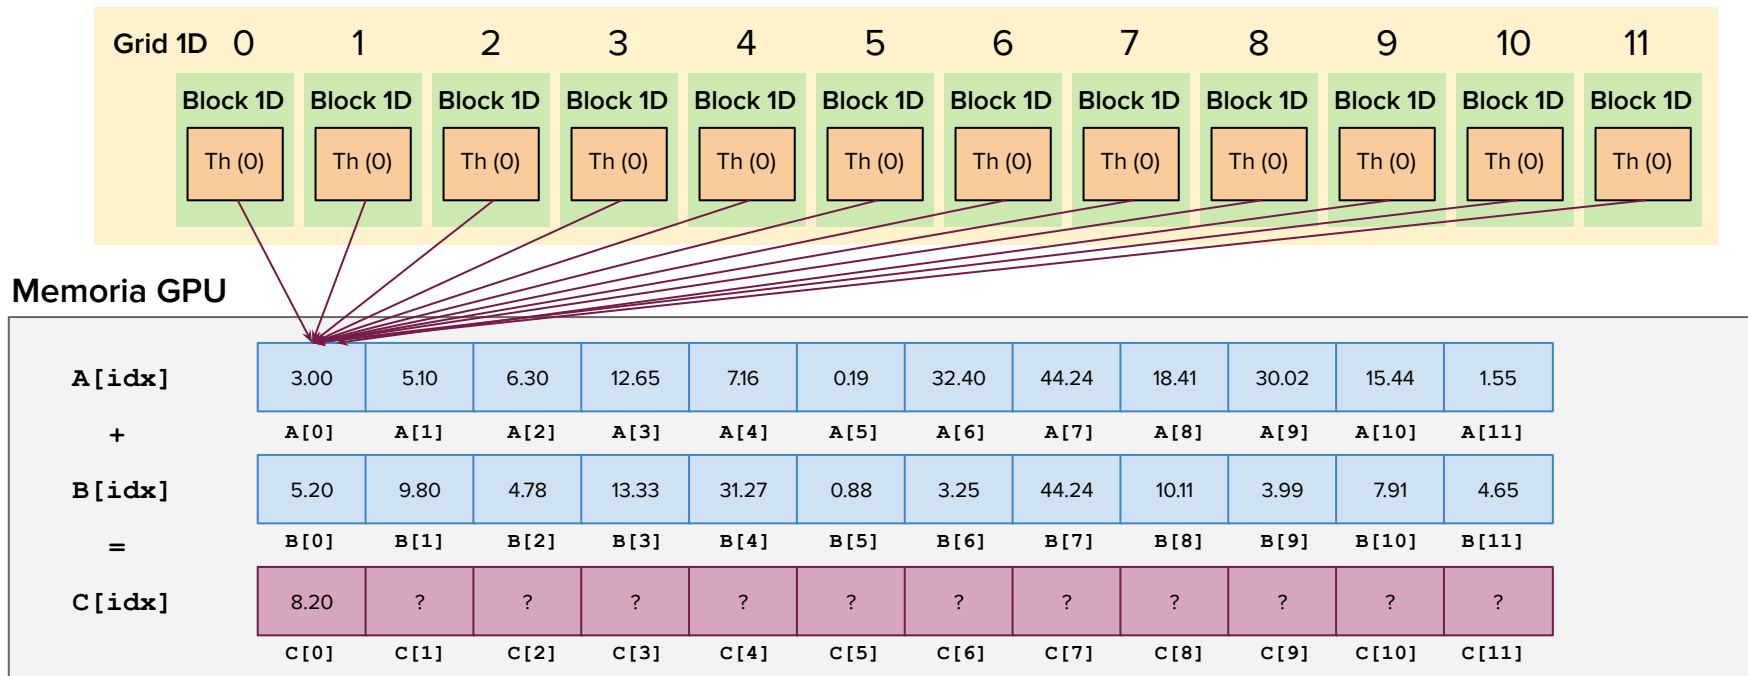 Grid 1D 0 1 2 3 4 5 6 7 8 9 10 11
Block 1D Block 1D Block 1D Block 1D Block 1D Block 1D Block 1D Block 1D Block 1D Block 1D Block 1D Block 1D
Th (0) Th (0) Th (0) Th (0) Th (0) Th (0) Th (0) Th (0) Th (0) Th (0) Th (0) Th (0)
Memoria GPU
A[idx] 3.00 5.10 6.30 12.65 7.16 0.19 32.40 44.24 18.41 30.02 15.44 1.55
+ A[0] A[1] A[2] A[3] A[4] A[5] A[6] A[7] A[8] A[9] A[10] A[11]
B[idx] 5.20 9.80 4.78 13.33 31.27 0.88 3.25 44.24 10.11 3.99 7.91 4.65
= B[0] B[1] B[2] B[3] B[4] B[5] B[6] B[7] B[8] B[9] B[10] B[11]
C[idx] 8.20 ? ? ? ? ? ? ? ? ? ? ?
C[0] C[1] C[2] C[3] C[4] C[5] C[6] C[7] C[8] C[9] C[10] C[11]